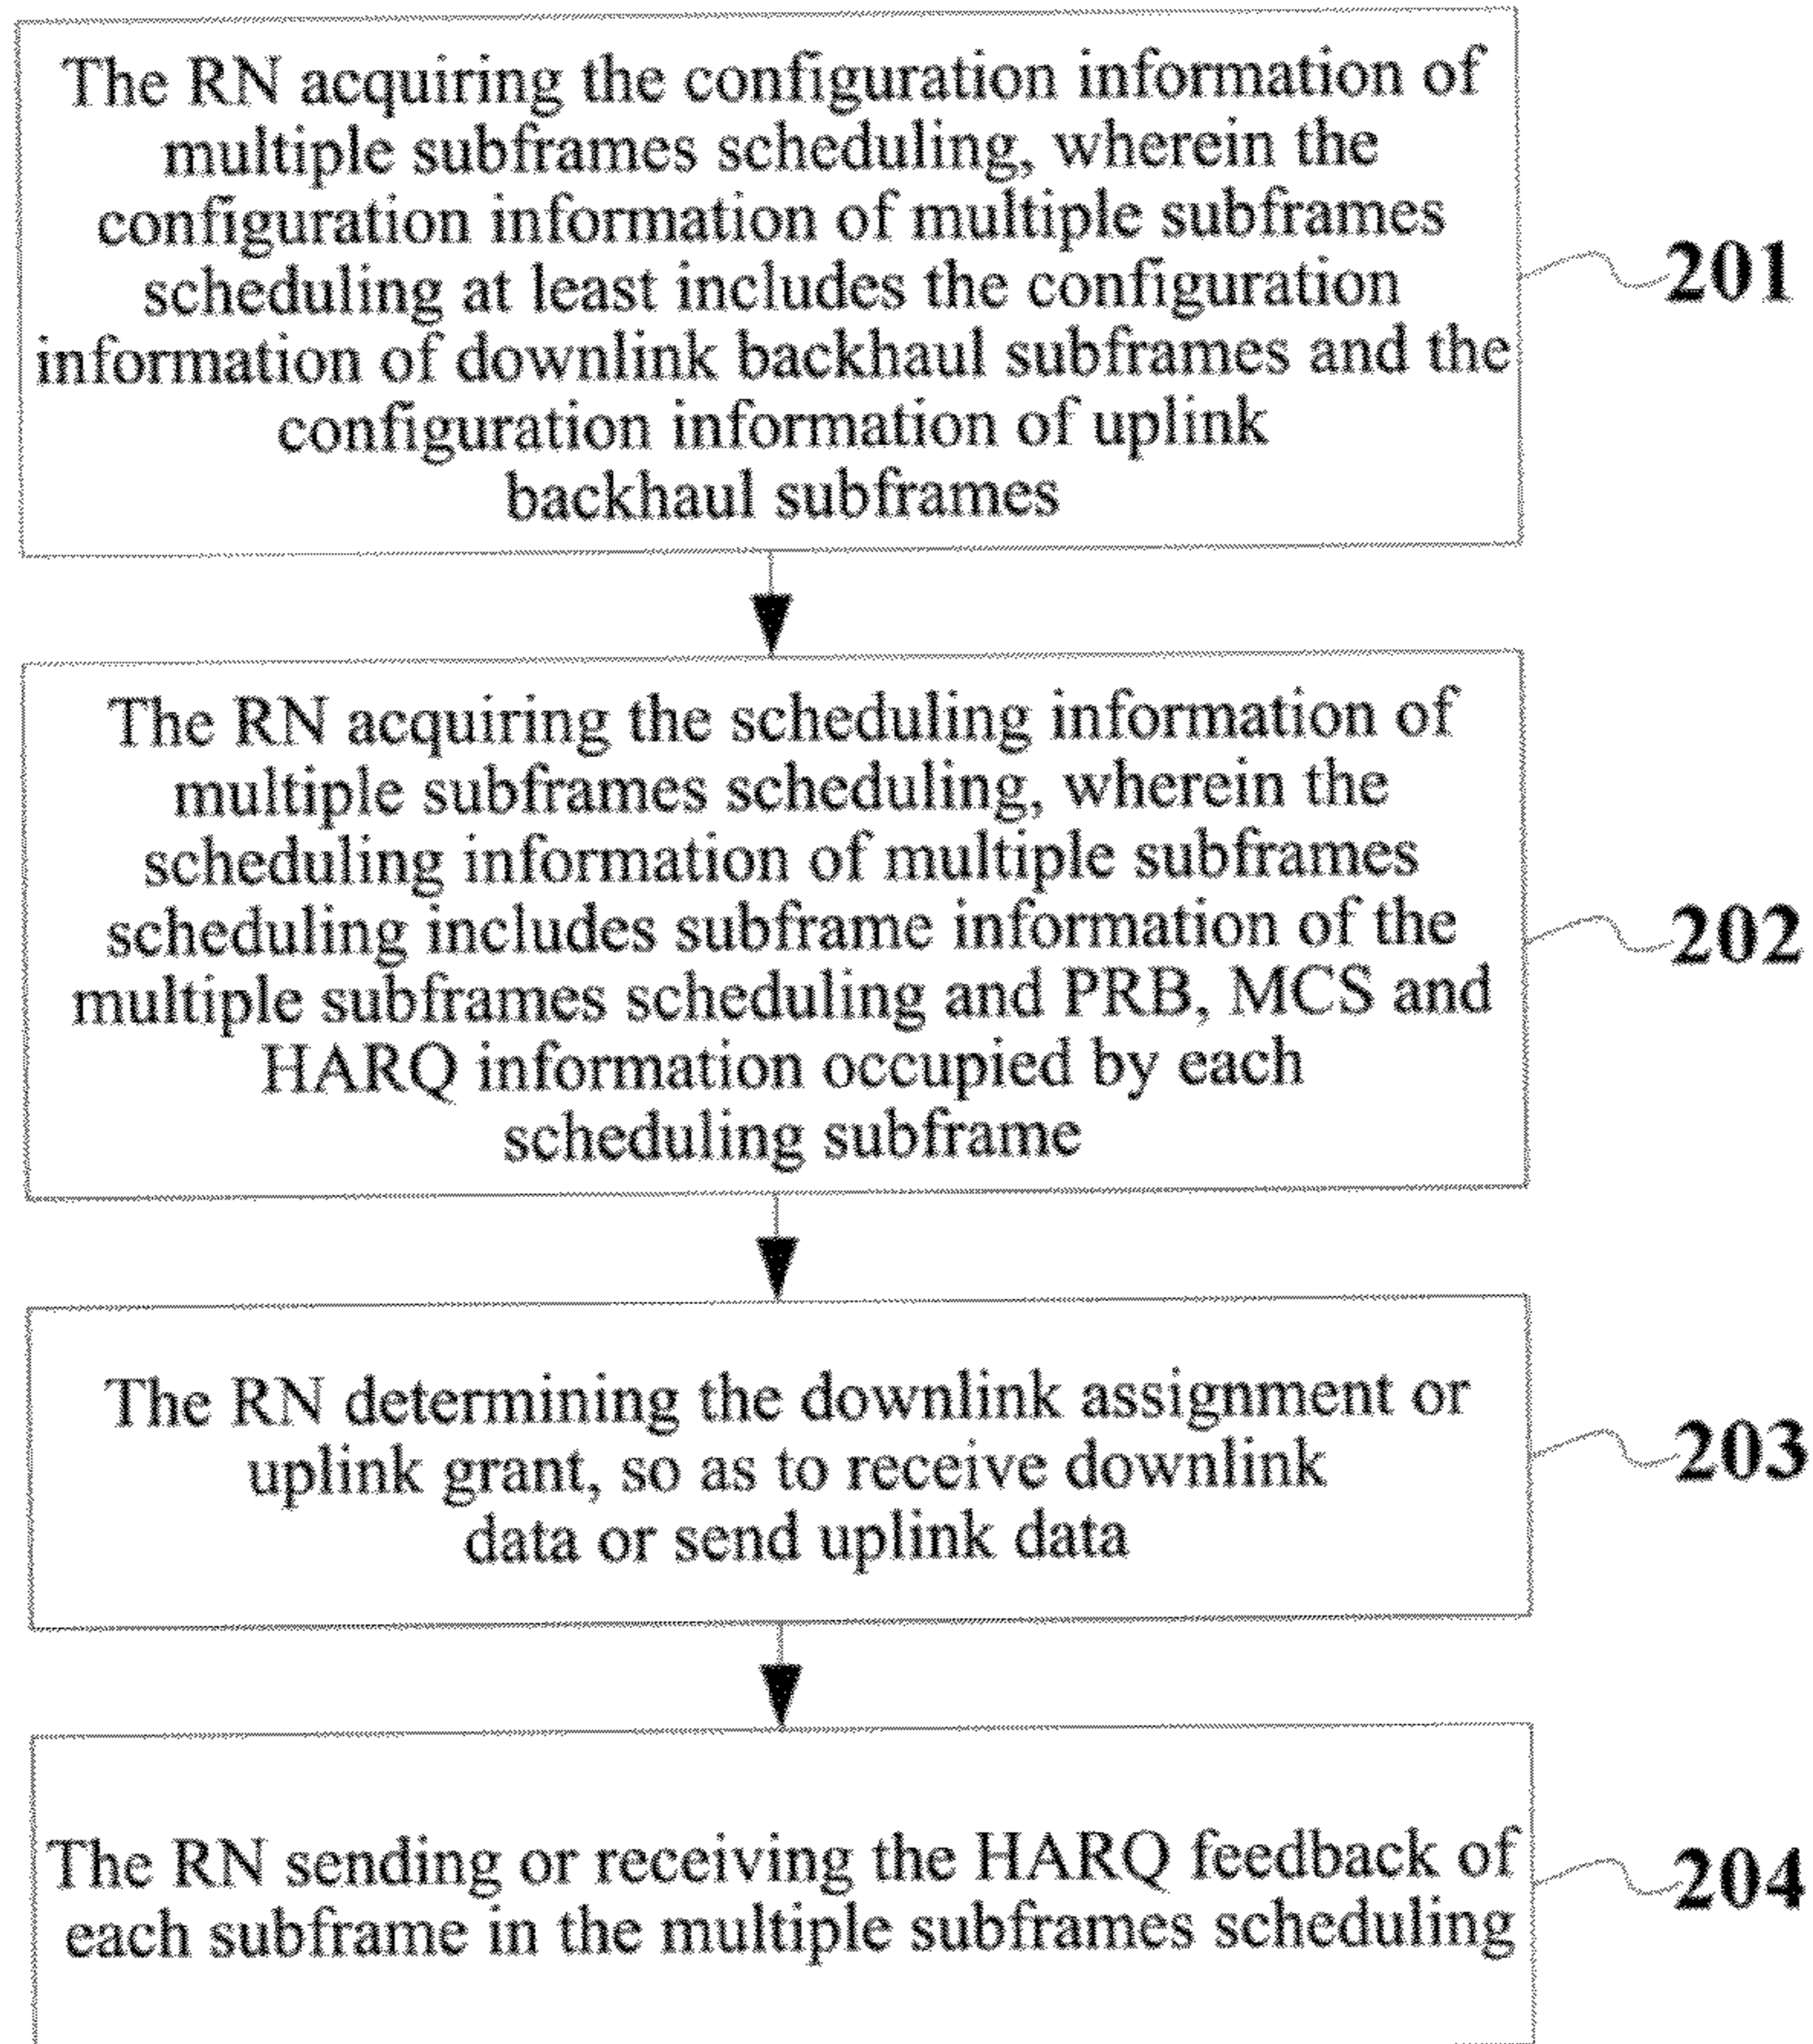 The RN acquiring the configuration information of
multiple subframes scheduling, wherein the
configuration information of multiple subframes
scheduling at least includes the configuration
information of downlink backhaul subframes and the
configuration information of uplink
backhaul subframes
201
The RN acquiring the scheduling information of
multiple subframes scheduling, wherein the
scheduling information of multiple subframes
scheduling includes subframe information of the
multiple subframes scheduling and PRB, MCS and
HARQ information occupied by each
scheduling subframe
202
The RN determining the downlink assignment or
uplink grant, so as to receive downlink
data or send uplink data
203
The RN sending or receiving the HARQ feedback of
each subframe in the multiple subframes scheduling
204